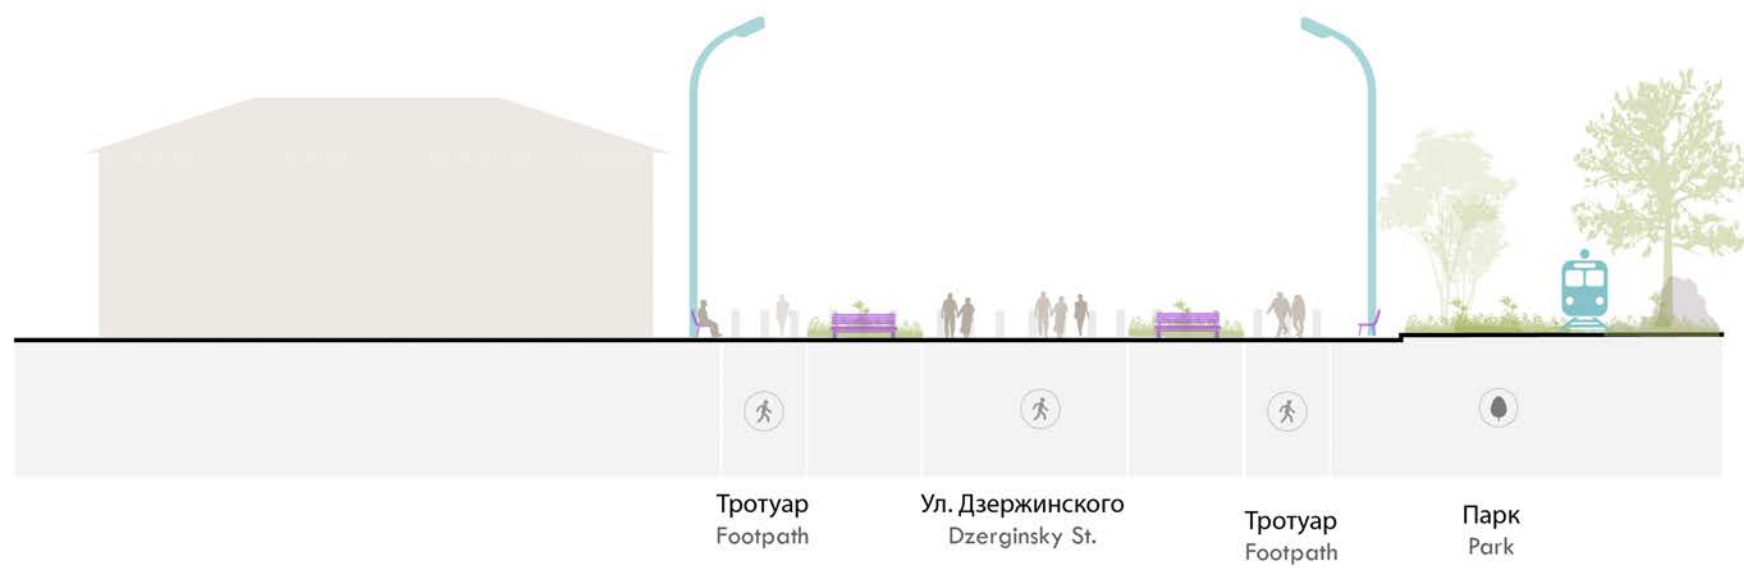 Тротуар
Footpath
Ул. Дзержинского
Dzerginsky St.
Тротуар
Footpath
Парк
Park